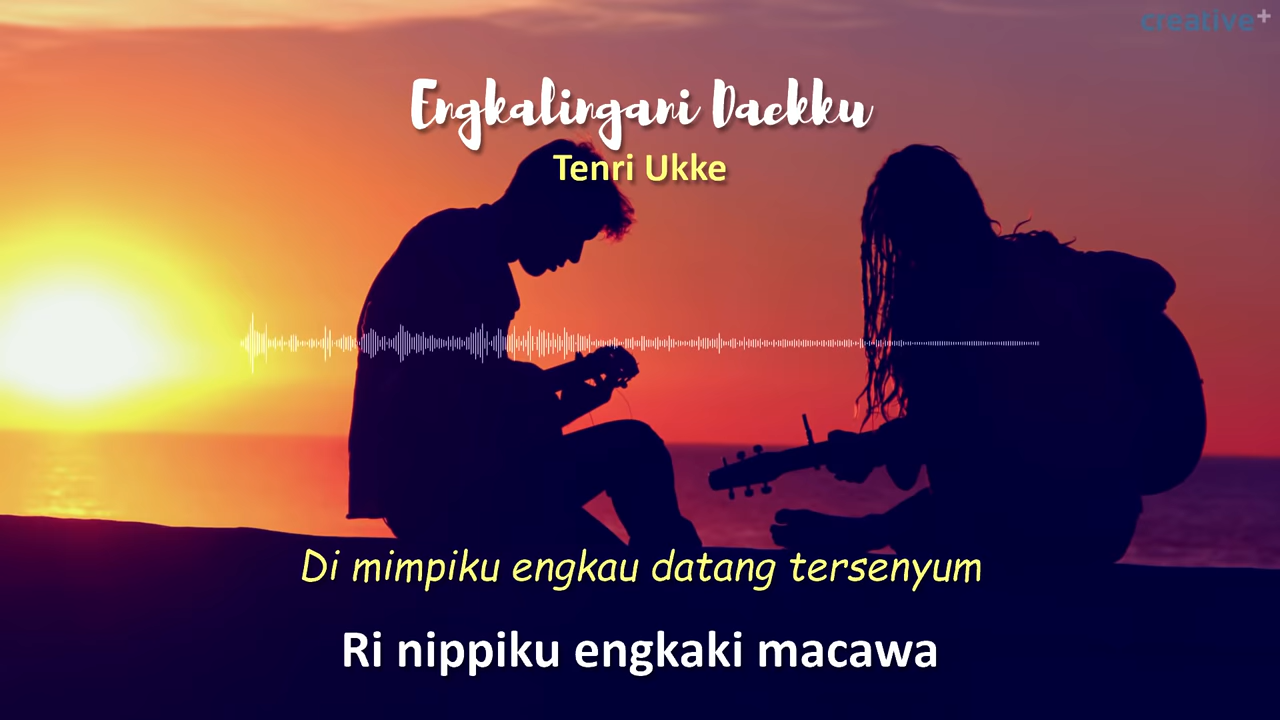 creative+
Engkalingani Daekku
Tenri Ukke
Di mimpiku engkau datang tersenyum
Ri nippiku engkaki macawa